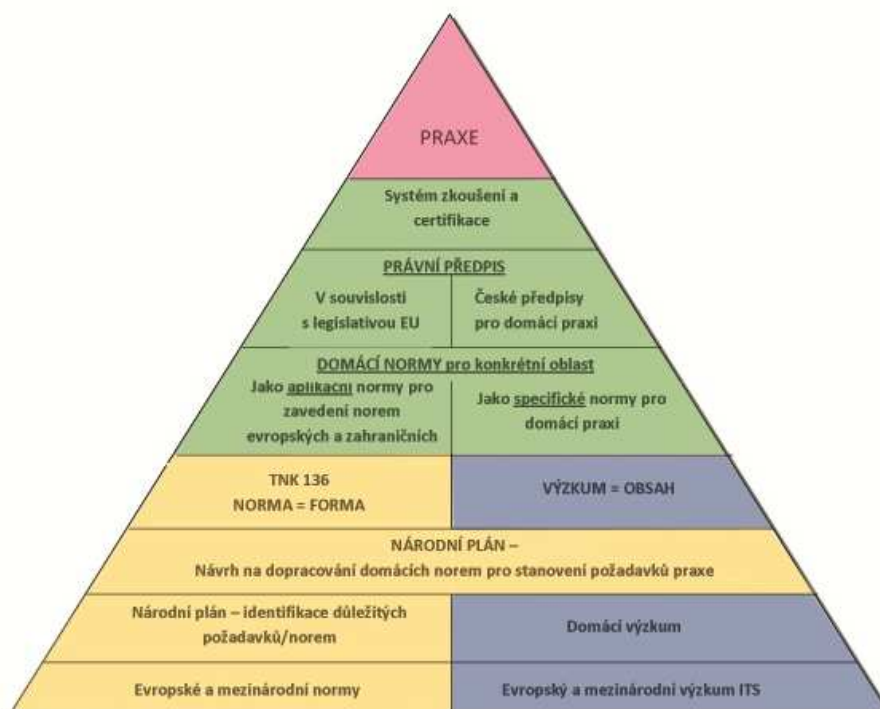 PRAXE
Systém zkoušení a
certifikace
PRÁVNÍ PŘEDPIS
V souvislosti
s legislativou EU
České předpisy
pro domácí praxi
DOMÁCÍ NORMY pro konkrétní oblast
Jako aplikační normy pro
zavedení norem
evropských a zahraničních
Jako specifické normy pro
domácí praxi
TNK 136
NORMA = FORMA
VÝZKUM = OBSAH
NÁRODNÍ PLÁN –
Návrh na dopracování domácích norem pro stanovení požadavků praxe
Národní plán – identifikace důležitých
požadavků/norem
Domácí výzkum
Evropské a mezinárodní normy
Evropský a mezinárodní výzkum ITS